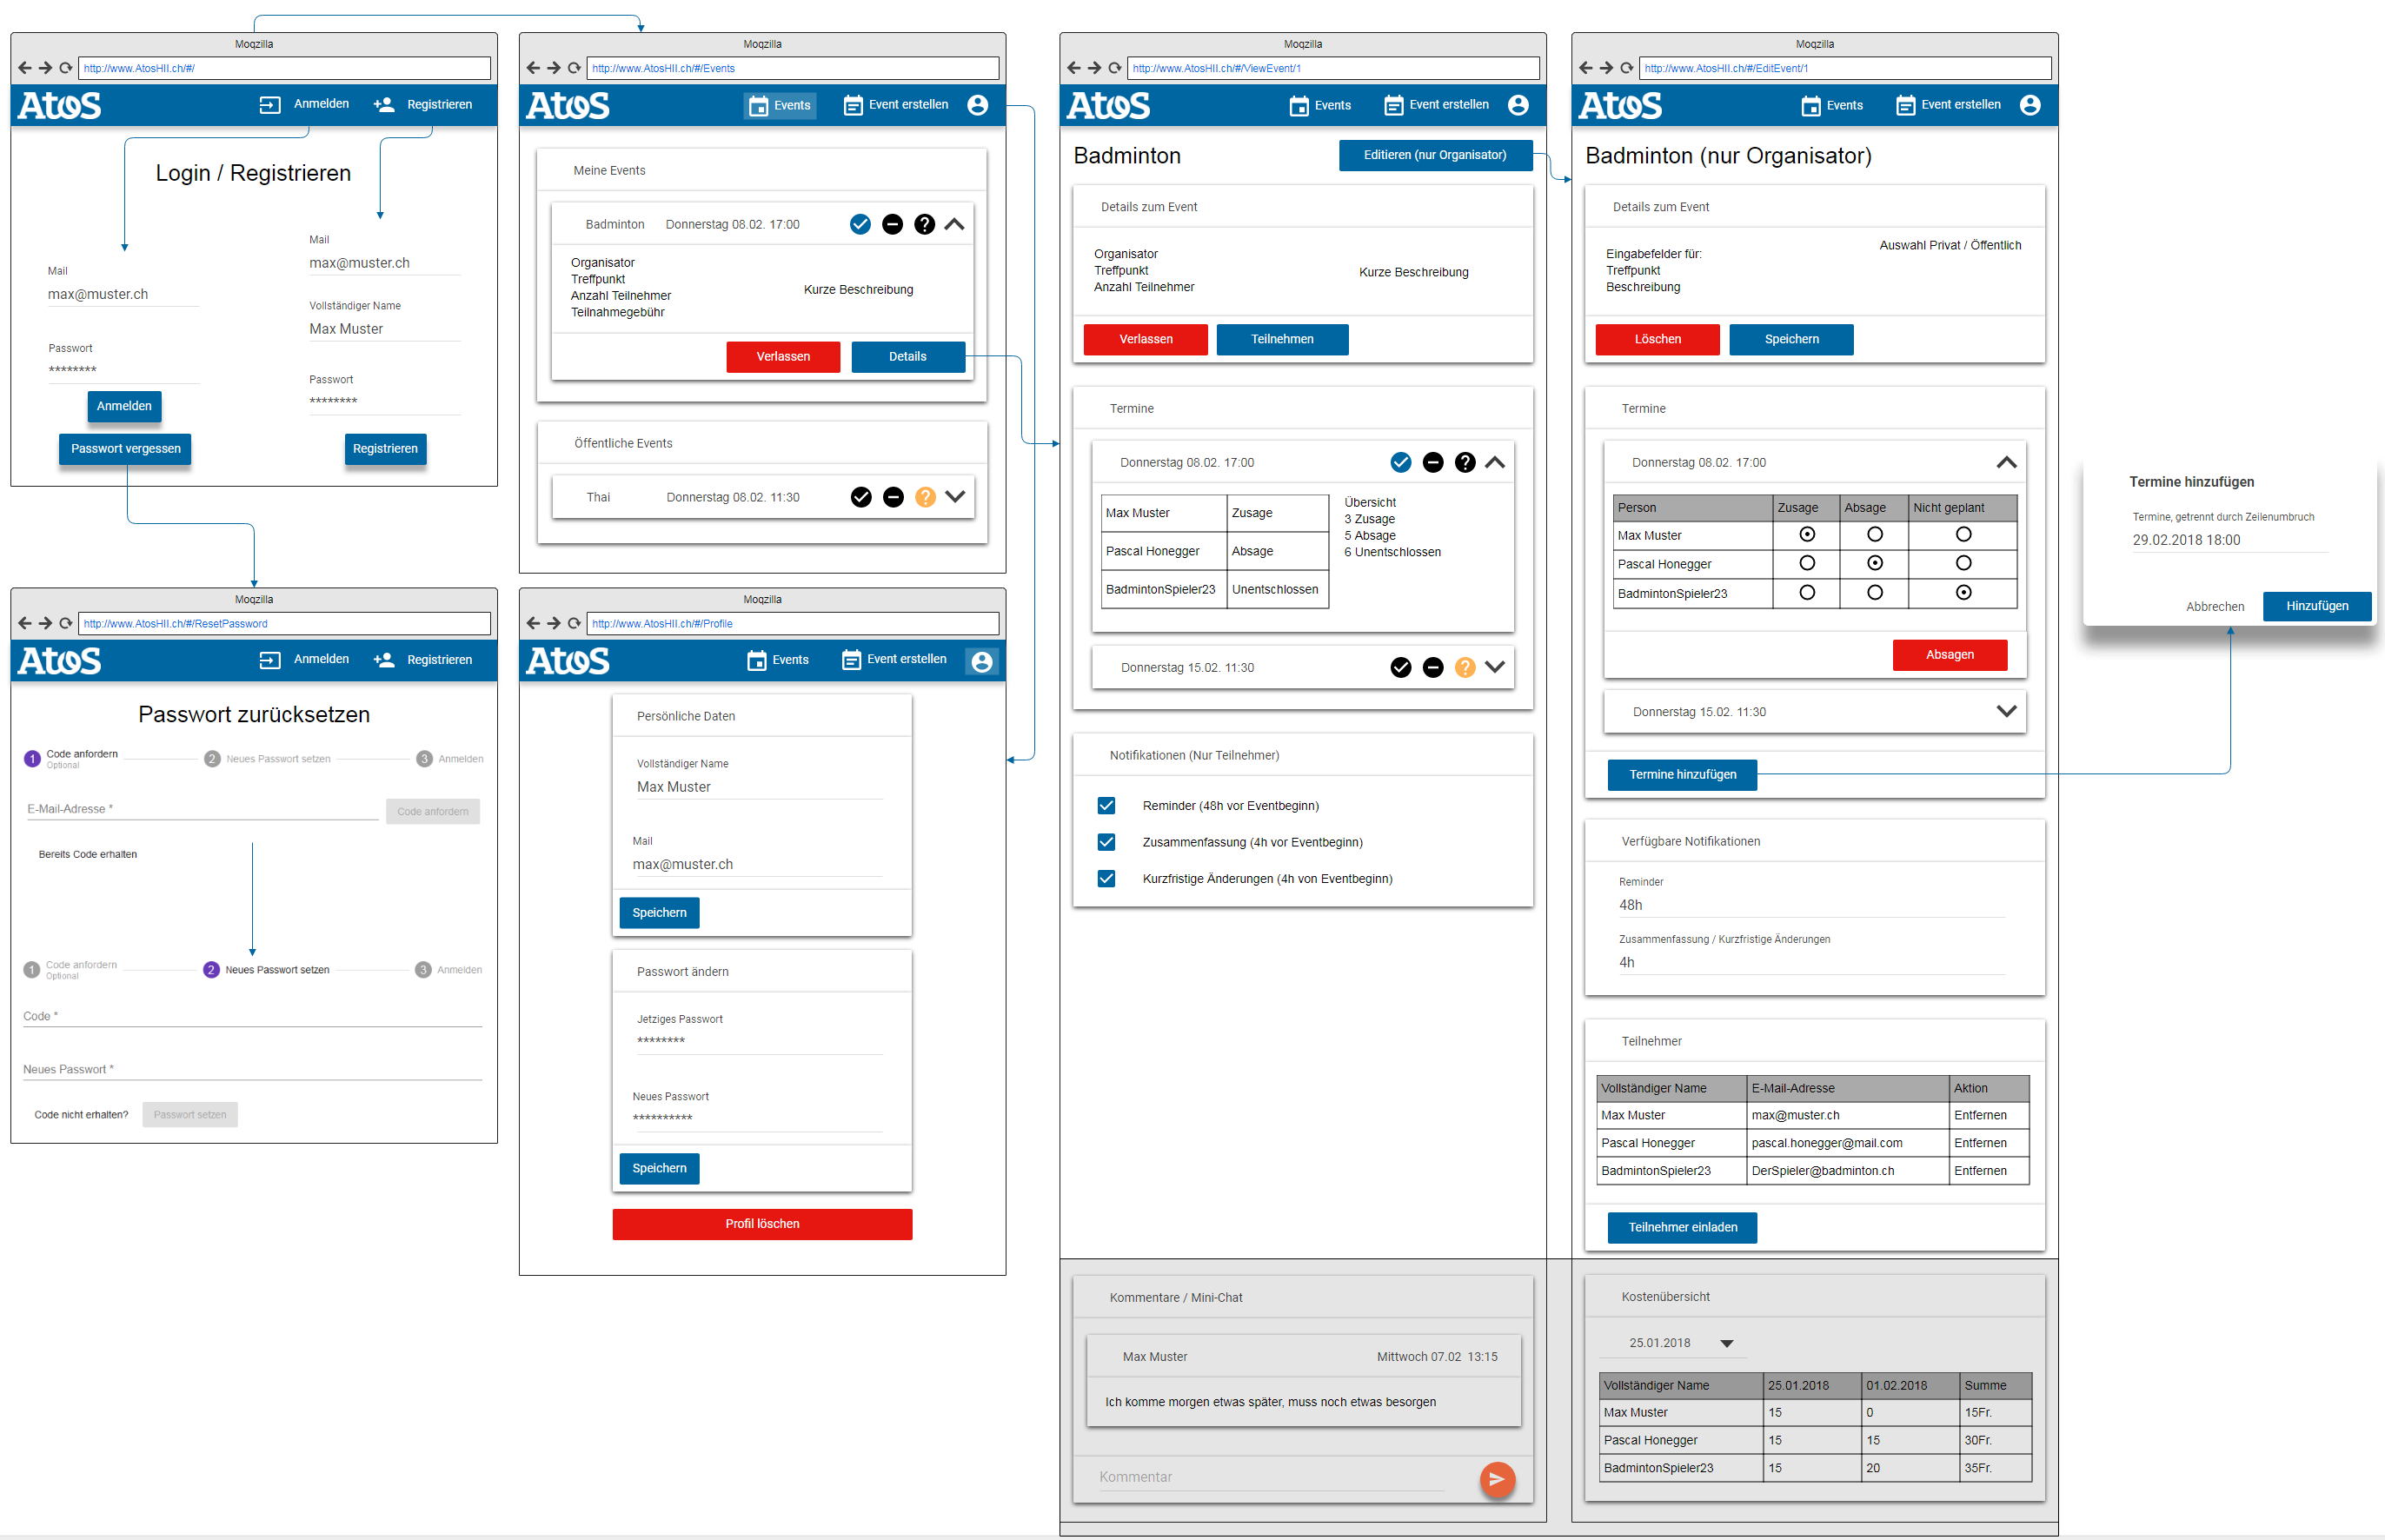 Moqzilla
http://www.AtosHII.ch/#/
Atos
Anmelden
Registrieren
Login / Registrieren
Mail
max@muster.ch
Passwort
********
Anmelden
Passwort vergessen
Mail
max@muster.ch
Vollständiger Name
Max Muster
Passwort
********
Registrieren
Moqzilla
http://www.AtosHII.ch/#/ResetPassword
Atos
Anmelden
Registrieren
Passwort zurücksetzen
1 Code anfordern
Optional
2 Neues Passwort setzen
3 Anmelden
E-Mail-Adresse *
Code anfordern
Bereits Code erhalten
1 Code anfordern
Optional
2 Neues Passwort setzen
3 Anmelden
Code *
Neues Passwort *
Code nicht erhalten?
Passwort setzen
Moqzilla
http://www.AtosHII.ch/#/Events
Atos
Events
Event erstellen
Meine Events
Badminton Donnerstag 08.02. 17:00
Organisator
Treffpunkt
Anzahl Teilnehmer
Teilnahmegebühr
Kurze Beschreibung
Verlassen
Details
Öffentliche Events
Thai Donnerstag 08.02. 11:30
Moqzilla
http://www.AtosHII.ch/#/Profile
Atos
Events
Event erstellen
Persönliche Daten
Vollständiger Name
Max Muster
Mail
max@muster.ch
Speichern
Passwort ändern
Jetziges Passwort
********
Neues Passwort
**********
Speichern
Profil löschen
Moqzilla
http://www.AtosHII.ch/#/ViewEvent/1
Atos
Events
Event erstellen
Badminton
Editieren (nur Organisator)
Details zum Event
Organisator
Treffpunkt
Anzahl Teilnehmer
Kurze Beschreibung
Verlassen
Teilnehmen
Termine
Donnerstag 08.02. 17:00
Max Muster Zusage
Pascal Honegger Absage
BadmintonSpieler23 Unentschlossen
Übersicht
3 Zusage
5 Absage
6 Unentschlossen
Donnerstag 15.02. 11:30
Notifikationen (Nur Teilnehmer)
Reminder (48h vor Eventbeginn)
Zusammenfassung (4h vor Eventbeginn)
Kurzfristige Änderungen (4h von Eventbeginn)
Kommentare / Mini-Chat
Max Muster Mittwoch 07.02 13:15
Ich komme morgen etwas später, muss noch etwas besorgen
Kommentar
Moqzilla
http://www.AtosHII.ch/#/EditEvent/1
Atos
Events
Event erstellen
Badminton (nur Organisator)
Details zum Event
Eingabefelder für:
Treffpunkt
Beschreibung
Auswahl Privat / Öffentlich
Löschen
Speichern
Termine
Donnerstag 08.02. 17:00
Person Zusage Absage Nicht geplant
Max Muster
Pascal Honegger
BadmintonSpieler23
Absagen
Donnerstag 15.02. 11:30
Termine hinzufügen
Verfügbare Notifikationen
Reminder
48h
Zusammenfassung / Kurzfristige Änderungen
4h
Teilnehmer
Vollständiger Name E-Mail-Adresse Aktion
Max Muster max@muster.ch Entfernen
Pascal Honegger pascal.honegger@mail.com Entfernen
BadmintonSpieler23 DerSpieler@badminton.ch Entfernen
Teilnehmer einladen
Kostenübersicht
25.01.2018
Vollständiger Name 25.01.2018 01.02.2018 Summe
Max Muster 15 0 15Fr.
Pascal Honegger 15 15 30Fr.
BadmintonSpieler23 15 20 35Fr.
Termine hinzufügen
Termine, getrennt durch Zeilenumbruch
29.02.2018 18:00
Abbrechen
Hinzufügen